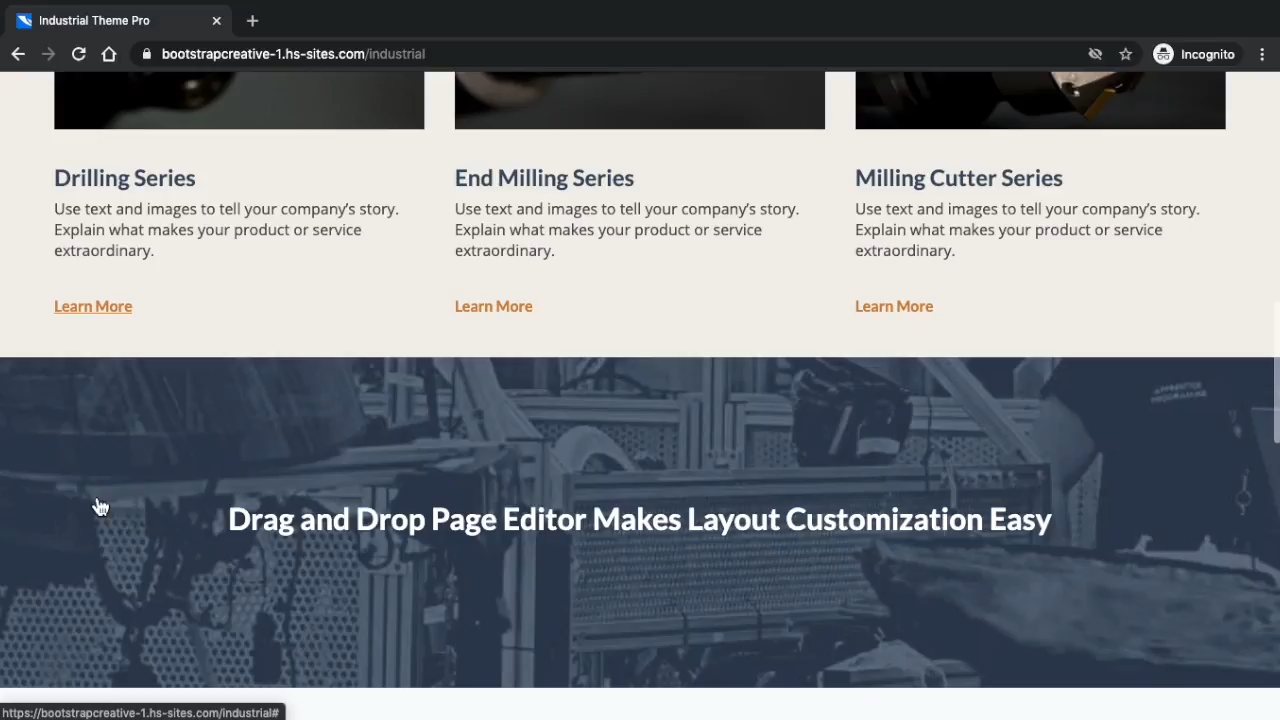 Industrial Theme Pro
bootstrapcreative-1.hs-sites.com/industrial
Incognito
Drilling Series
Use text and images to tell your company's story.
Explain what makes your product or service
extraordinary.
Learn More
End Milling Series
Use text and images to tell your company's story.
Explain what makes your product or service
extraordinary.
Learn More
Milling Cutter Series
Use text and images to tell your company's story.
Explain what makes your product or service
extraordinary.
Learn More
Drag and Drop Page Editor Makes Layout Customization Easy
https://bootstrapcreative-1.hs-sites.com/industrial#